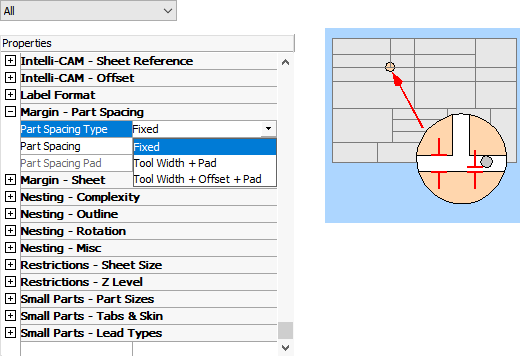 All
Properties
Intelli-CAM - Sheet Reference
Intelli-CAM - Offset
Label Format
Margin - Part Spacing
Part Spacing Type Fixed
Part Spacing Fixed
Part Spacing Pad Tool Width + Pad
Tool Width + Offset + Pad
Margin - Sheet
Nesting - Complexity
Nesting - Outline
Nesting - Rotation
Nesting - Misc
Restrictions - Sheet Size
Restrictions - Z Level
Small Parts - Part Sizes
Small Parts - Tabs & Skin
Small Parts - Lead Types